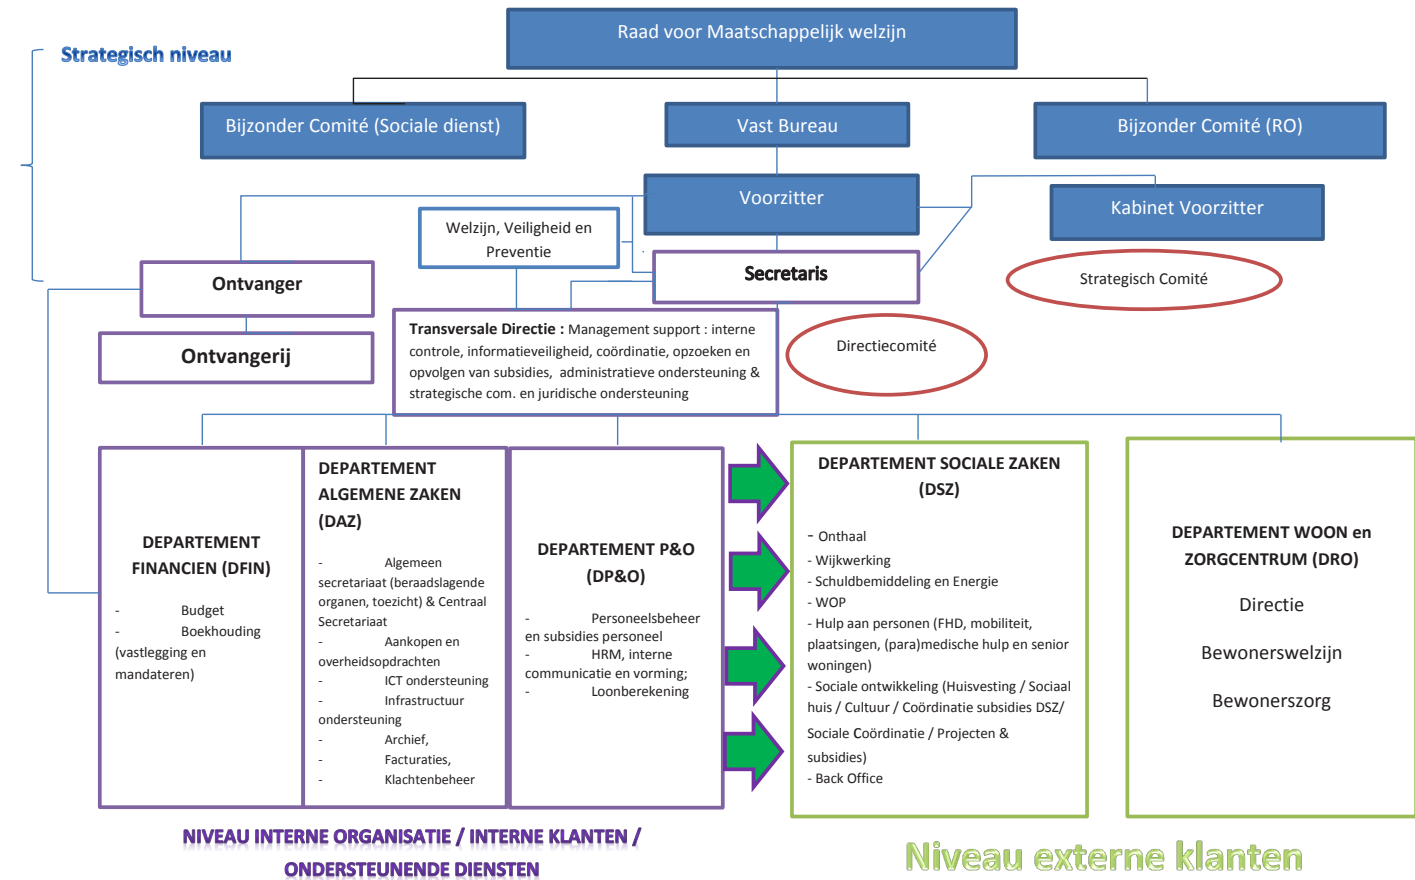 Raad voor Maatschappelijk welzijn
Strategisch niveau
Bijzonder Comité (Sociale dienst)
Vast Bureau
Bijzonder Comité (RO)
Voorzitter
Kabinet Voorzitter
Welzijn, Veiligheid en
Preventie
Secretaris
Strategisch Comité
Ontvanger
Ontvangerij
Transversale Directie : Management support : interne
controle, informatieveiligheid, coördinatie, opzoeken en
opvolgen van subsidies, administratieve ondersteuning &
strategische com. en juridische ondersteuning
Directiecomité
DEPARTEMENT
FINANCIEN (DFIN)
- Budget
- Boekhouding
(vastlegging en
mandateren)
DEPARTEMENT
ALGEMENE ZAKEN
(DAZ)
- Algemeen
secretariaat (beraadslagende
organen, toezicht) & Centraal
Secretariaat
- Aankopen en
overheidsopdrachten
- ICT ondersteuning
- Infrastructuur
ondersteuning
- Archief,
- Facturaties,
- Klachtenbeheer
DEPARTEMENT P&O
(DP&O)
- Personeelsbeheer
en subsidies personeel
- HRM, interne
communicatie en vorming;
- Loonberekening
DEPARTEMENT SOCIALE ZAKEN
(DSZ)
- Onthaal
- Wijkwerking
- Schuldbemiddeling en Energie
- WOP
- Hulp aan personen (FHD, mobiliteit,
plaatsingen, (para)medische hulp en senior
woningen)
- Sociale ontwikkeling (Huisvesting / Sociaal
huis / Cultuur / Coördinatie subsidies DSZ/
Sociale Coördinatie / Projecten &
subsidies)
- Back Office
DEPARTEMENT WOON en
ZORGCENTRUM (DRO)
Directie
Bewonerswelzijn
Bewonerszorg
NIVEAU INTERNE ORGANISATIE / INTERNE KLANTEN /
ONDERSTEUNENDE DIENSTEN
Niveau externe klanten